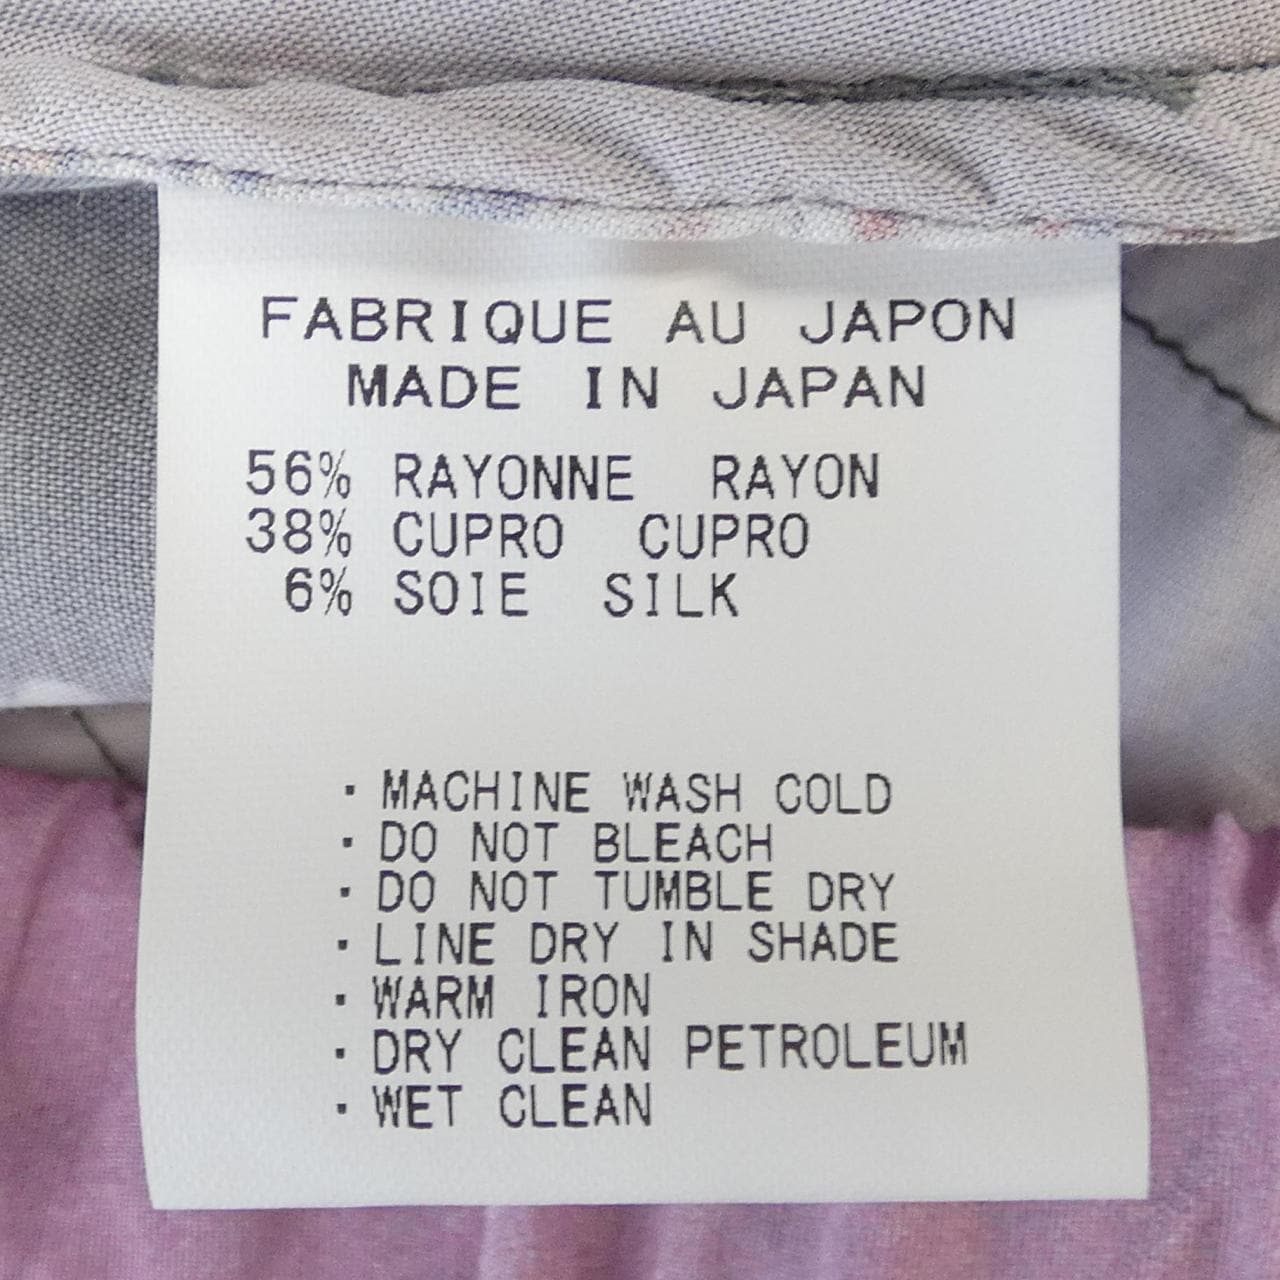 FABRIQUE AU JAPON
MADE IN JAPAN
56% RAYONNE RAYON
38% CUPRO CUPRO
6% SOIE SILK
· MACHINE WASH COLD
· DO NOT BLEACH
· DO NOT TUMBLE DRY
· LINE DRY IN SHADE
· WARM IRON
· DRY CLEAN PETROLEUM
· WET CLEAN